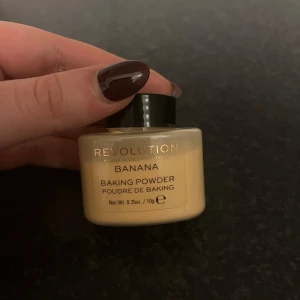 REVOLUTION
BANANA
BAKING POWDER
POUDRE DE BAKING
Net Wt. 0.35oz. / 10g ℮